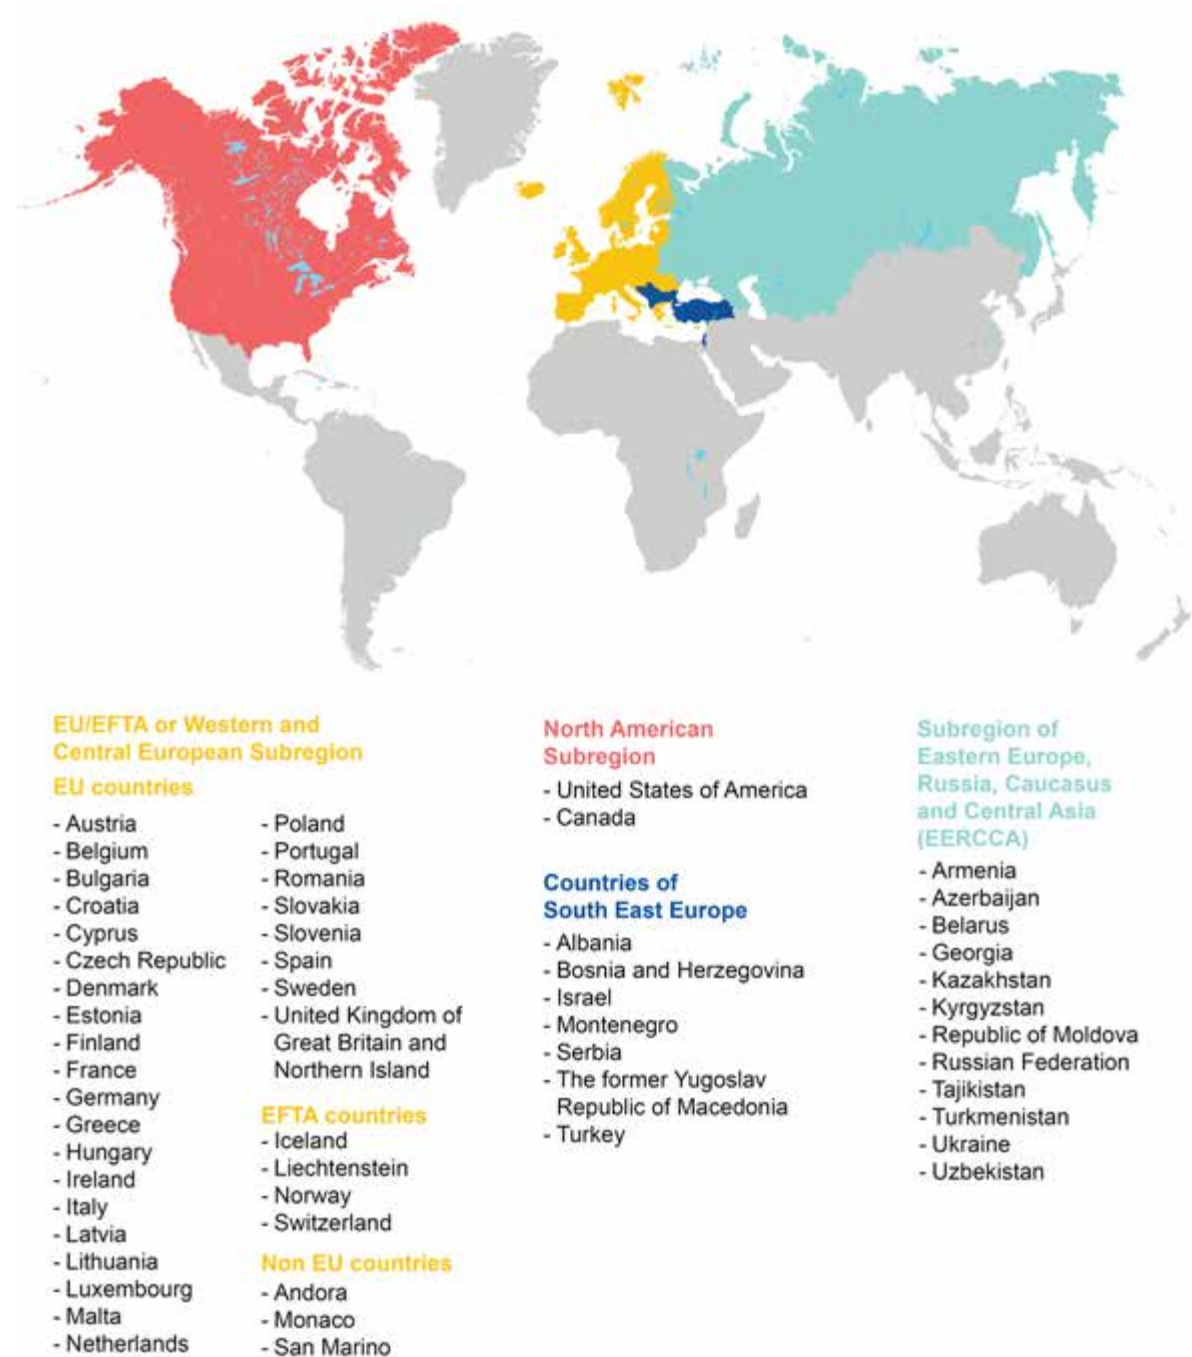 EU/EFTA or Western and
Central European Subregion
EU countries
- Austria
- Belgium
- Bulgaria
- Croatia
- Cyprus
- Czech Republic
- Denmark
- Estonia
- Finland
- France
- Germany
- Greece
- Hungary
- Ireland
- Italy
- Latvia
- Lithuania
- Luxembourg
- Malta
- Netherlands
- Poland
- Portugal
- Romania
- Slovakia
- Slovenia
- Spain
- Sweden
- United Kingdom of
Great Britain and
Northern Island
EFTA countries
- Iceland
- Liechtenstein
- Norway
- Switzerland
Non EU countries
- Andora
- Monaco
- San Marino
North American
Subregion
- United States of America
- Canada
Countries of
South East Europe
- Albania
- Bosnia and Herzegovina
- Israel
- Montenegro
- Serbia
- The former Yugoslav
Republic of Macedonia
- Turkey
Subregion of
Eastern Europe,
Russia, Caucasus
and Central Asia
(EERCCA)
- Armenia
- Azerbaijan
- Belarus
- Georgia
- Kazakhstan
- Kyrgyzstan
- Republic of Moldova
- Russian Federation
- Tajikistan
- Turkmenistan
- Ukraine
- Uzbekistan